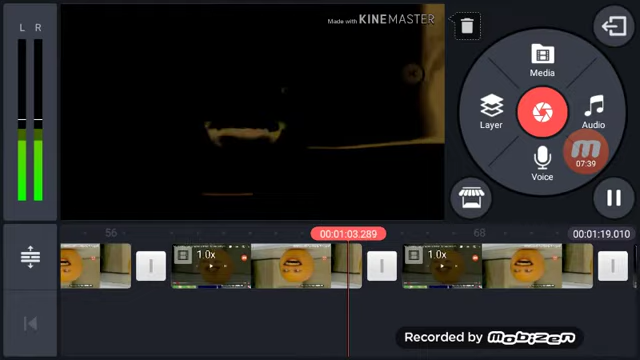 L R
Made with KINEMASTER
Media
Layer
Audio
07:39
Voice
56
00:01:03.289
68
00:01:19.010
1.0x
1.0x
Recorded by mobizen